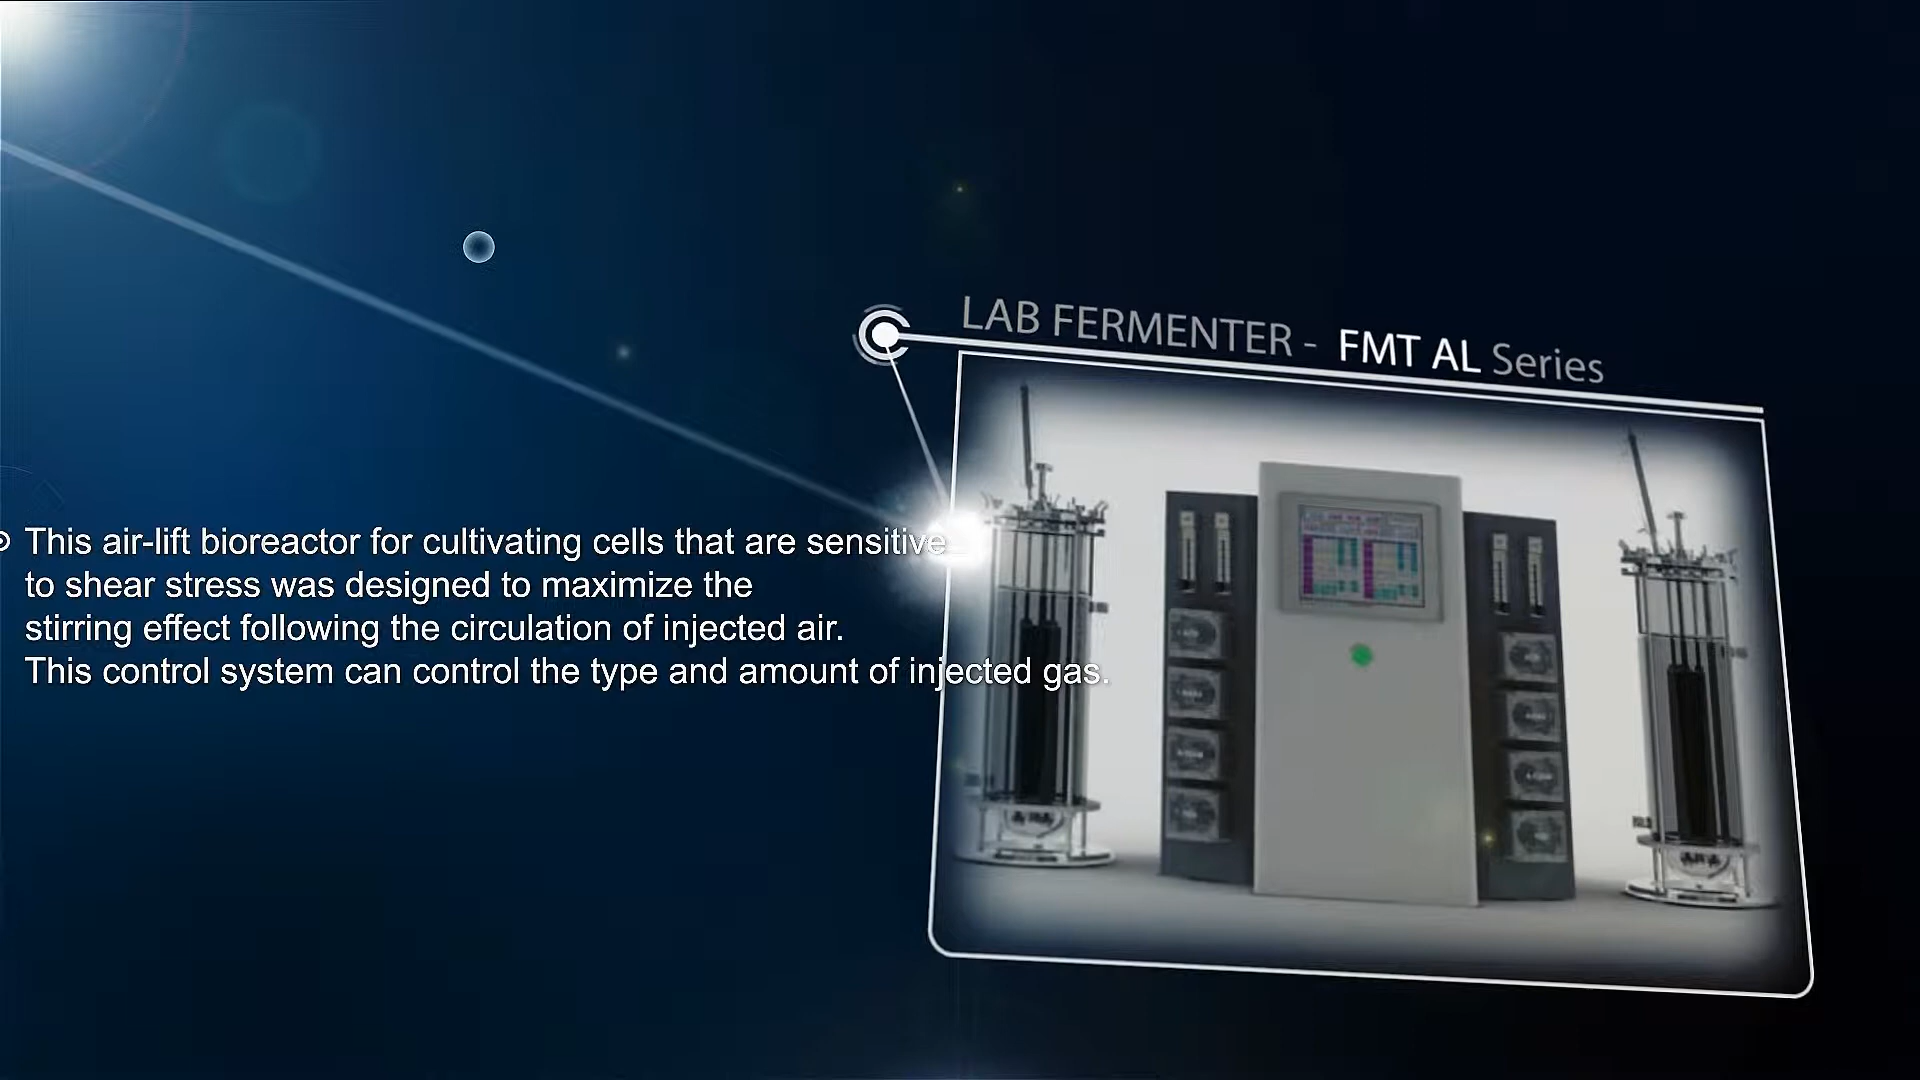 LAB FERMENTER - FMT AL Series
This air-lift bioreactor for cultivating cells that are sensitive
to shear stress was designed to maximize the
stirring effect following the circulation of injected air.
This control system can control the type and amount of injected gas.